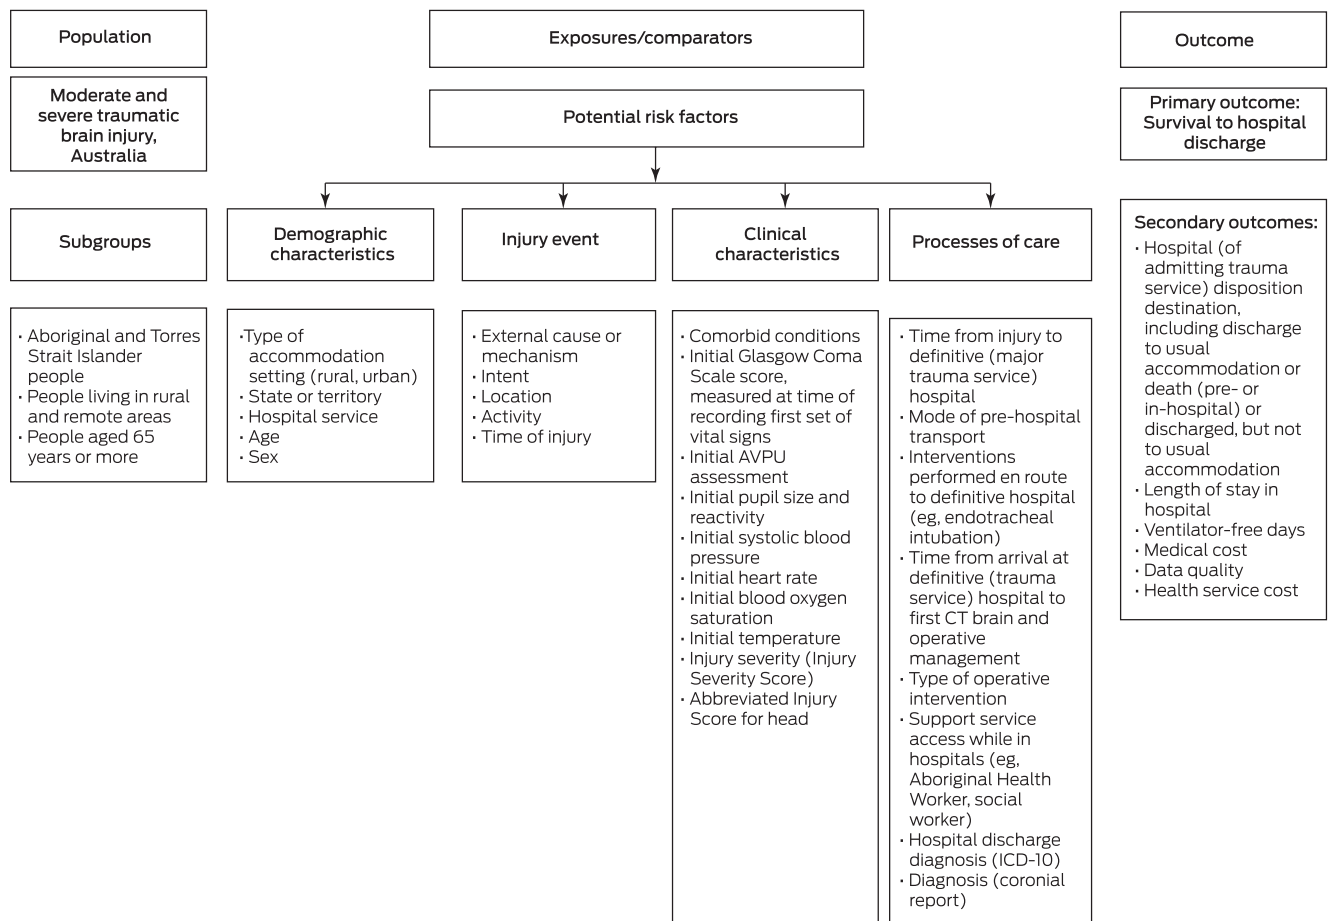 Population
Exposures/comparators
Outcome
Moderate and
severe traumatic
brain injury,
Australia
Potential risk factors
Primary outcome:
Survival to hospital
discharge
Subgroups
Demographic
characteristics
Injury event
Clinical
characteristics
Processes of care
· Aboriginal and Torres
Strait Islander
people
· People living in rural
and remote areas
· People aged 65
years or more
·Type of
accommodation
setting (rural, urban)
· State or territory
· Hospital service
· Age
· Sex
· External cause or
mechanism
· Intent
· Location
· Activity
· Time of injury
· Comorbid conditions
· Initial Glasgow Coma
Scale score,
measured at time of
recording first set of
vital signs
· Initial AVPU
assessment
· Initial pupil size and
reactivity
· Initial systolic blood
pressure
· Initial heart rate
· Initial blood oxygen
saturation
· Initial temperature
· Injury severity (Injury
Severity Score)
· Abbreviated Injury
Score for head
· Time from injury to
definitive (major
trauma service)
hospital
· Mode of pre-hospital
transport
· Interventions
performed en route
to definitive hospital
(eg, endotracheal
intubation)
· Time from arrival at
definitive (trauma
service) hospital to
first CT brain and
operative
management
· Type of operative
intervention
· Support service
access while in
hospitals (eg,
Aboriginal Health
Worker, social
worker)
· Hospital discharge
diagnosis (ICD-10)
· Diagnosis (coronial
report)
Secondary outcomes:
· Hospital (of
admitting trauma
service) disposition
destination,
including discharge
to usual
accommodation or
death (pre- or
in-hospital) or
discharged, but not
to usual
accommodation
· Length of stay in
hospital
· Ventilator-free days
· Medical cost
· Data quality
· Health service cost